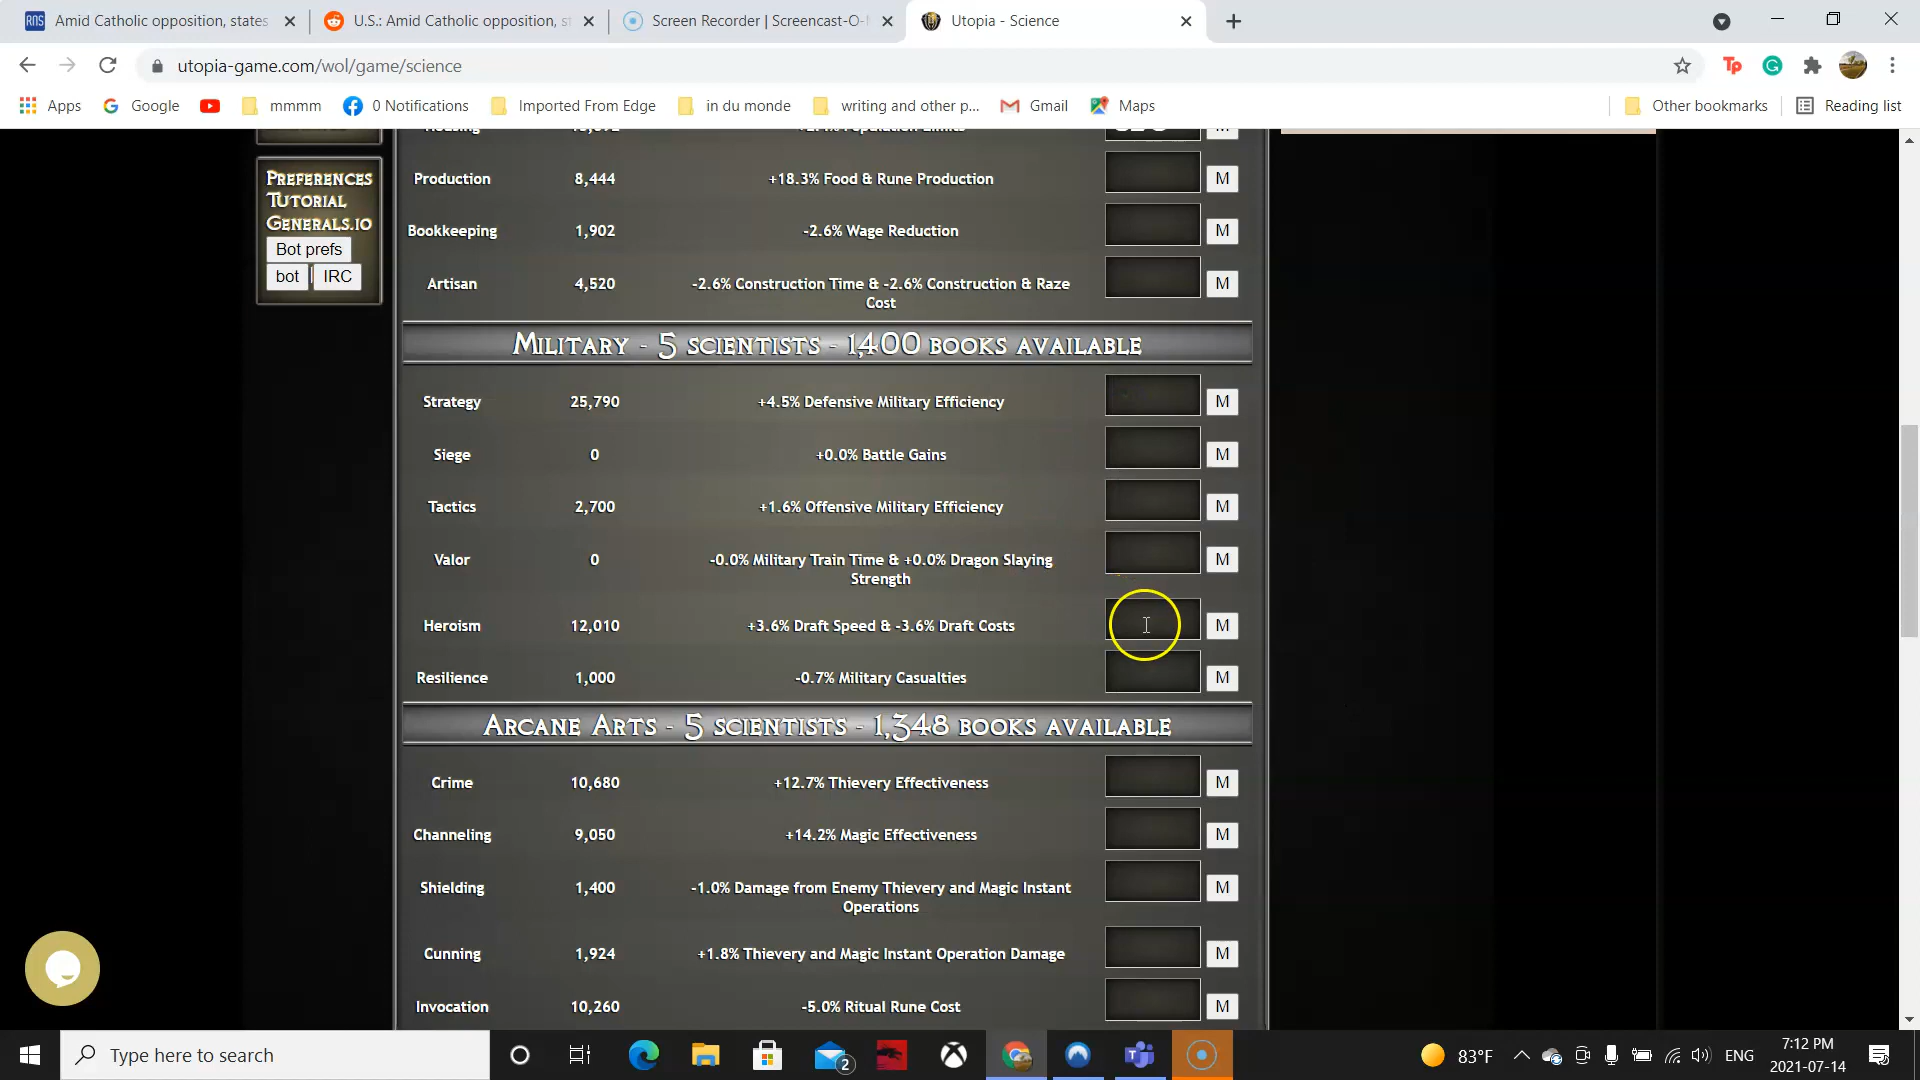 Amid Catholic opposition, states
U.S.: Amid Catholic opposition, st
Screen Recorder | Screencast-O-
Utopia - Science
utopia-game.com/wol/game/science
Apps
Google
mmmm
0 Notifications
Imported From Edge
in du monde
writing and other p...
Gmail
Maps
Other bookmarks
Reading list
Preferences
Tutorial
Generals.io
Bot prefs
bot
IRC
Production 8,444 +18.3% Food & Rune Production M
Bookkeeping 1,902 -2.6% Wage Reduction M
Artisan 4,520 -2.6% Construction Time & -2.6% Construction & Raze M
Cost
Military - 5 scientists - 1,400 books available
Strategy 25,790 +4.5% Defensive Military Efficiency M
Siege 0 +0.0% Battle Gains M
Tactics 2,700 +1.6% Offensive Military Efficiency M
Valor 0 -0.0% Military Train Time & +0.0% Dragon Slaying M
Strength
Heroism 12,010 +3.6% Draft Speed & -3.6% Draft Costs M
Resilience 1,000 -0.7% Military Casualties M
Arcane Arts - 5 scientists - 1,348 books available
Crime 10,680 +12.7% Thievery Effectiveness M
Channeling 9,050 +14.2% Magic Effectiveness M
Shielding 1,400 -1.0% Damage from Enemy Thievery and Magic Instant M
Operations
Cunning 1,924 +1.8% Thievery and Magic Instant Operation Damage M
Invocation 10,260 -5.0% Ritual Rune Cost M
Type here to search
2
83°F
ENG
7:12 PM
2021-07-14